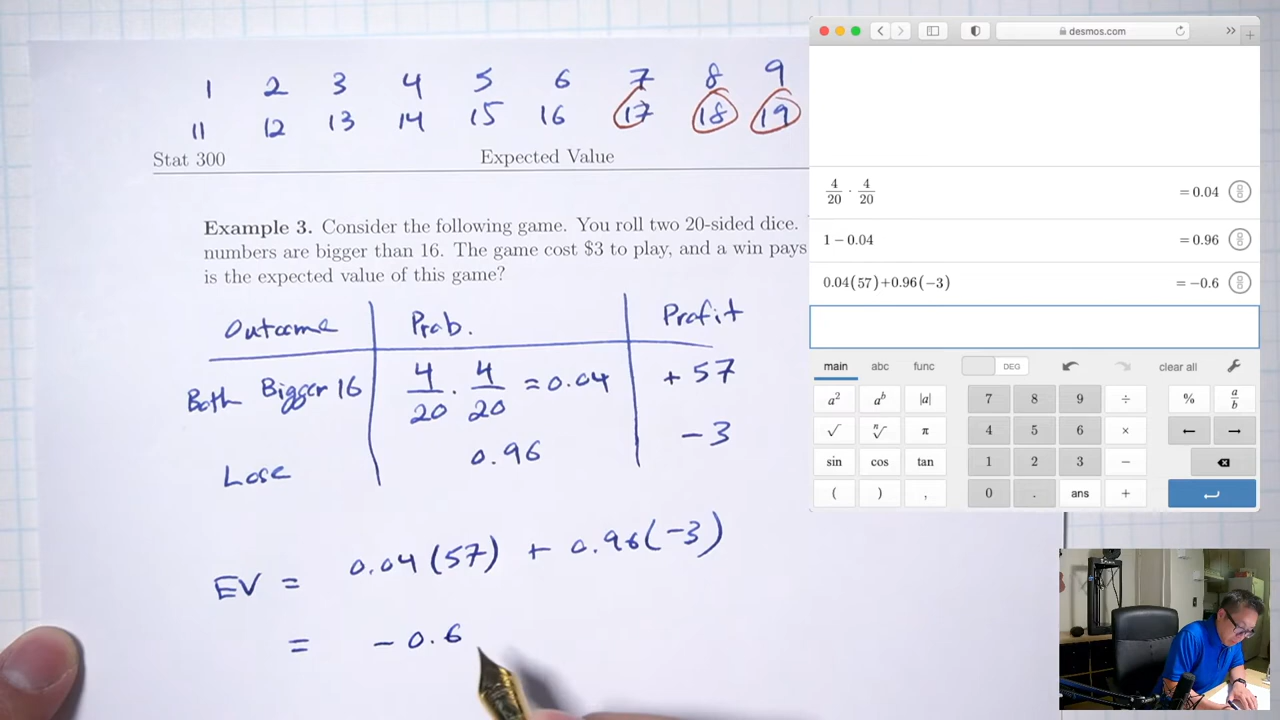 1 2 3 4 5 6 7 8 9
11 12 13 14 15 16 17 18 19
Stat 300 Expected Value
Example 3. Consider the following game. You roll two 20-sided dice.
numbers are bigger than 16. The game cost $3 to play, and a win pays
is the expected value of this game?
Outcome Prob. Profit
Both Bigger 16 4/20 · 4/20 = 0.04 + 57
Lose 0.96 - 3
EV = 0.04 (57) + 0.96 (-3)
= - 0.6
desmos.com
4/20 · 4/20 = 0.04
1 − 0.04 = 0.96
0.04(57)+0.96(−3) = −0.6
main abc func DEG clear all
a² aᵇ |a| 7 8 9 ÷ % a/b
√ ⁿ√ π 4 5 6 × ← →
sin cos tan 1 2 3 −
( ) , 0 . ans +